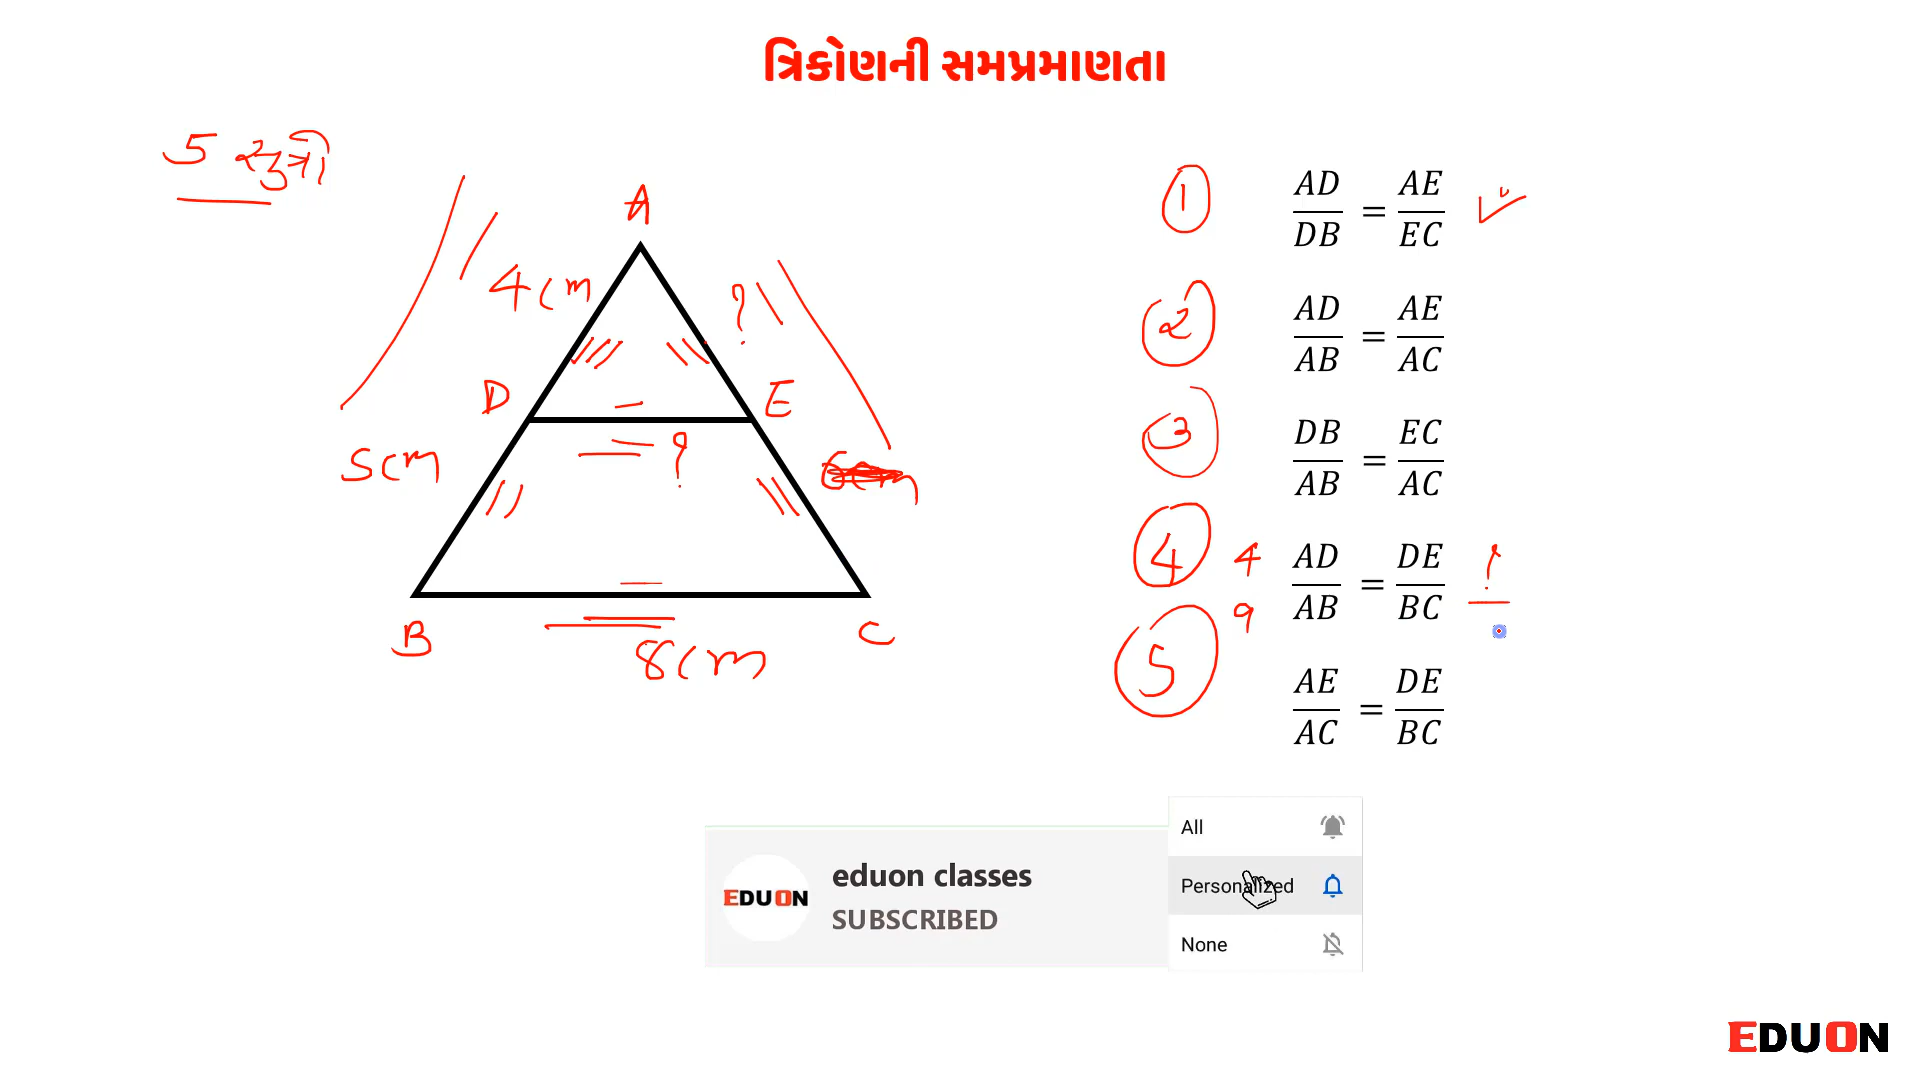 ત્રિકોણની સમપ્રમાણતા
5 સુત્રો
A
4cm
?
D
E
?
5cm
B
8cm
C
1 AD/DB = AE/EC
2 AD/AB = AE/AC
3 DB/AB = EC/AC
4 4/9 AD/AB = DE/BC ?
5 AE/AC = DE/BC
All
eduon classes
EDUON
SUBSCRIBED
Personalized
None
EDUON